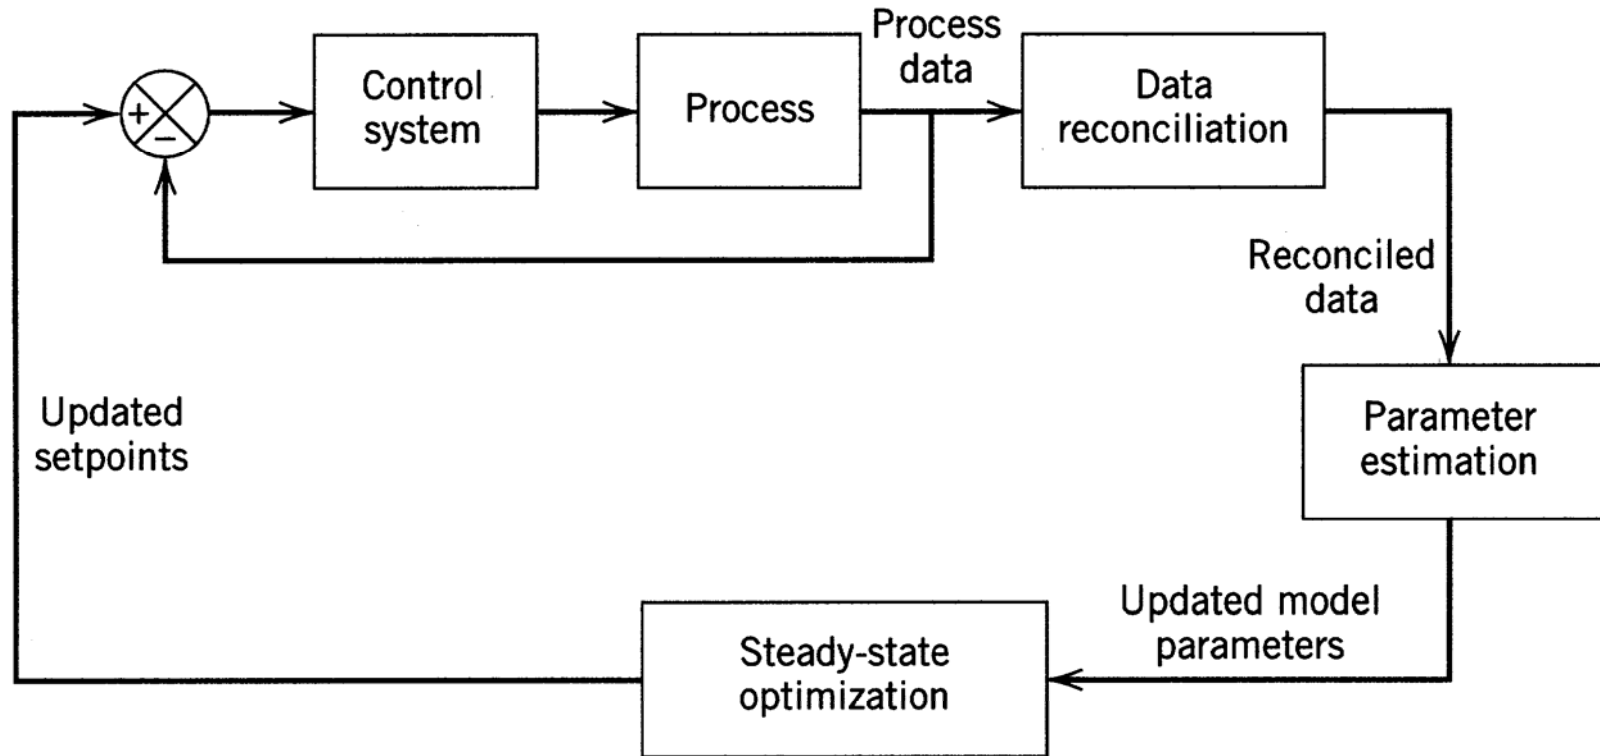 Process
data
Control
system
Process
Data
reconciliation
+
−
Reconciled
data
Updated
setpoints
Parameter
estimation
Updated model
parameters
Steady-state
optimization